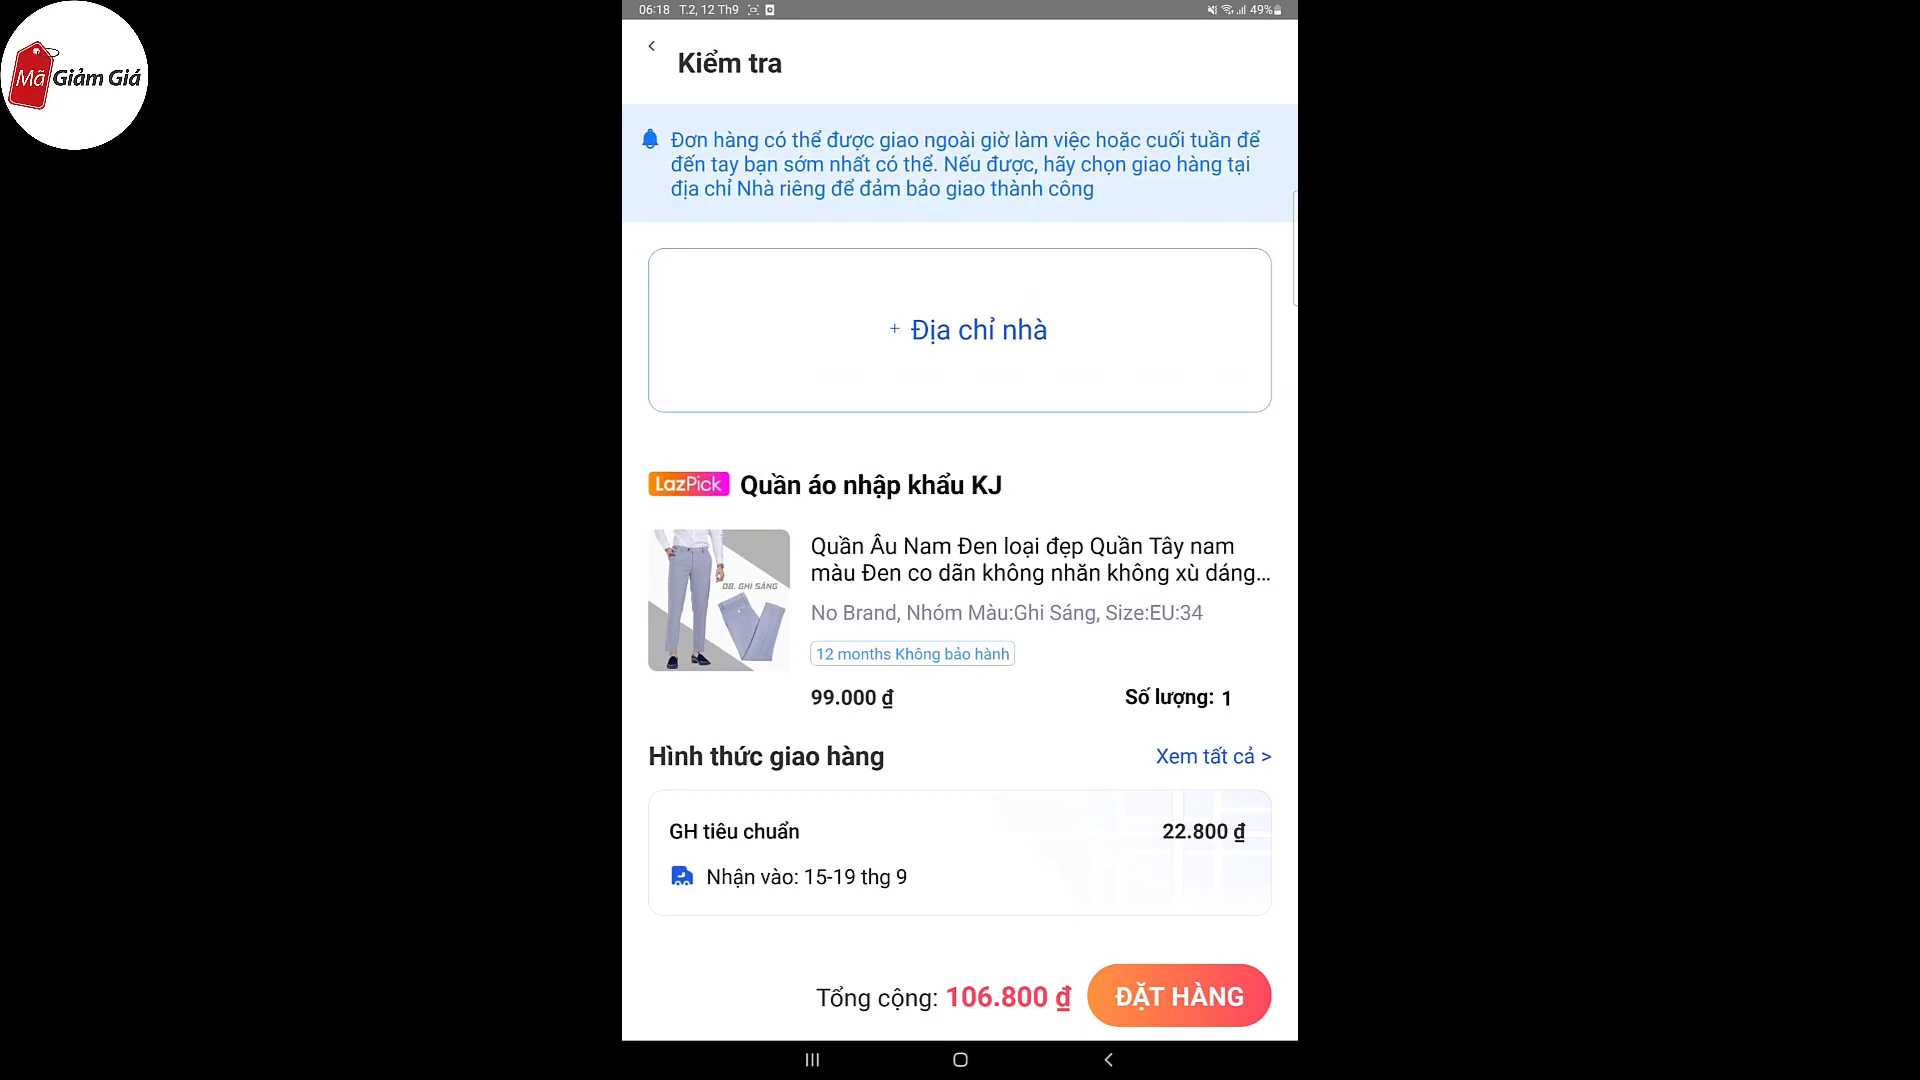 Mã Giảm Giá
06:18 T.2, 12 Th9
49%
Kiểm tra
Đơn hàng có thể được giao ngoài giờ làm việc hoặc cuối tuần để
đến tay bạn sớm nhất có thể. Nếu được, hãy chọn giao hàng tại
địa chỉ Nhà riêng để đảm bảo giao thành công
+ Địa chỉ nhà
LazPick Quần áo nhập khẩu KJ
08. GHI SÁNG
Quần Âu Nam Đen loại đẹp Quần Tây nam
màu Đen co dãn không nhăn không xù dáng...
No Brand, Nhóm Màu:Ghi Sáng, Size:EU:34
12 months Không bảo hành
99.000 ₫ Số lượng: 1
Hình thức giao hàng Xem tất cả >
GH tiêu chuẩn 22.800 ₫
Nhận vào: 15-19 thg 9
Tổng cộng: 106.800 ₫ ĐẶT HÀNG